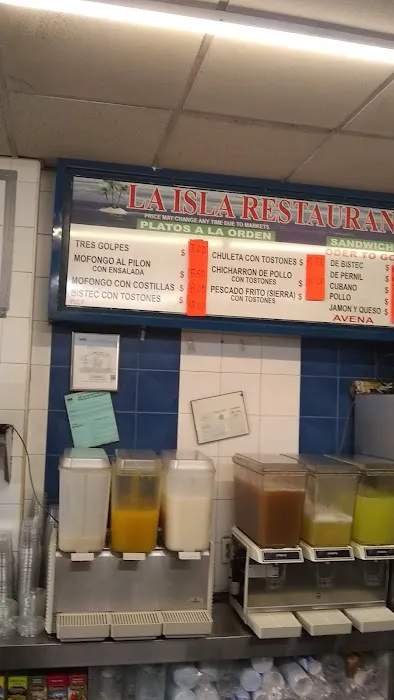 LA ISLA RESTAURAN
PRICE MAY CHANGE ANY TIME DUE TO MARKETS
PLATOS A LA ORDEN
TRES GOLPES $
MOFONGO AL PILON $
CON ENSALADA
MOFONGO CON COSTILLAS $
BISTEC CON TOSTONES $
CHULETA CON TOSTONES $
CHICHARRON DE POLLO $
CON TOSTONES
PESCADO FRITO (SIERRA) $
CON TOSTONES
SANDWICH
ODER TO GO
DE BISTEC $
DE PERNIL $
CUBANO $
POLLO $
JAMON Y QUESO $
AVENA